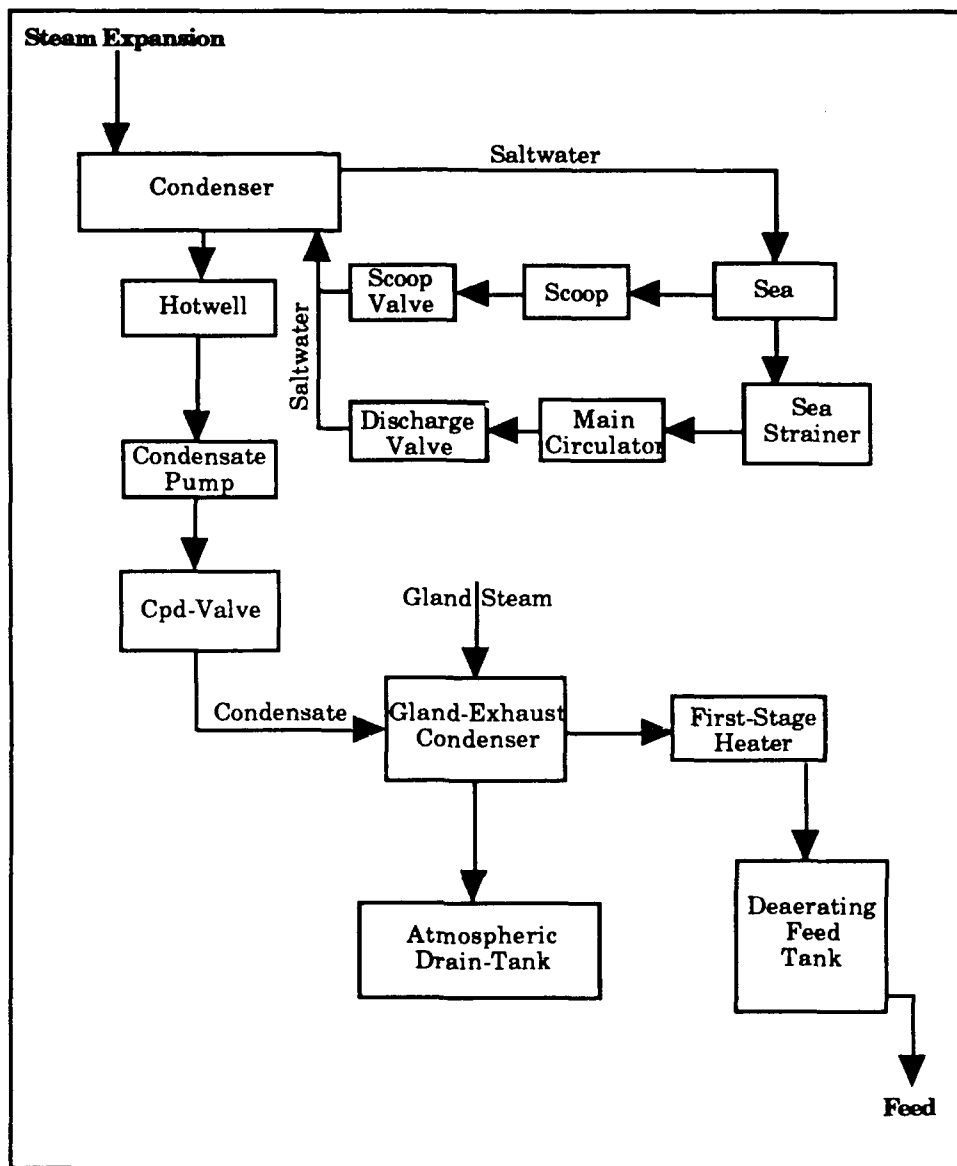 Steam Expansion
Condenser
Saltwater
Hotwell
Saltwater
Scoop
Valve
Scoop
Sea
Discharge
Valve
Main
Circulator
Sea
Strainer
Condensate
Pump
Cpd-Valve
Gland Steam
Condensate
Gland-Exhaust
Condenser
First-Stage
Heater
Atmospheric
Drain-Tank
Deaerating
Feed
Tank
Feed